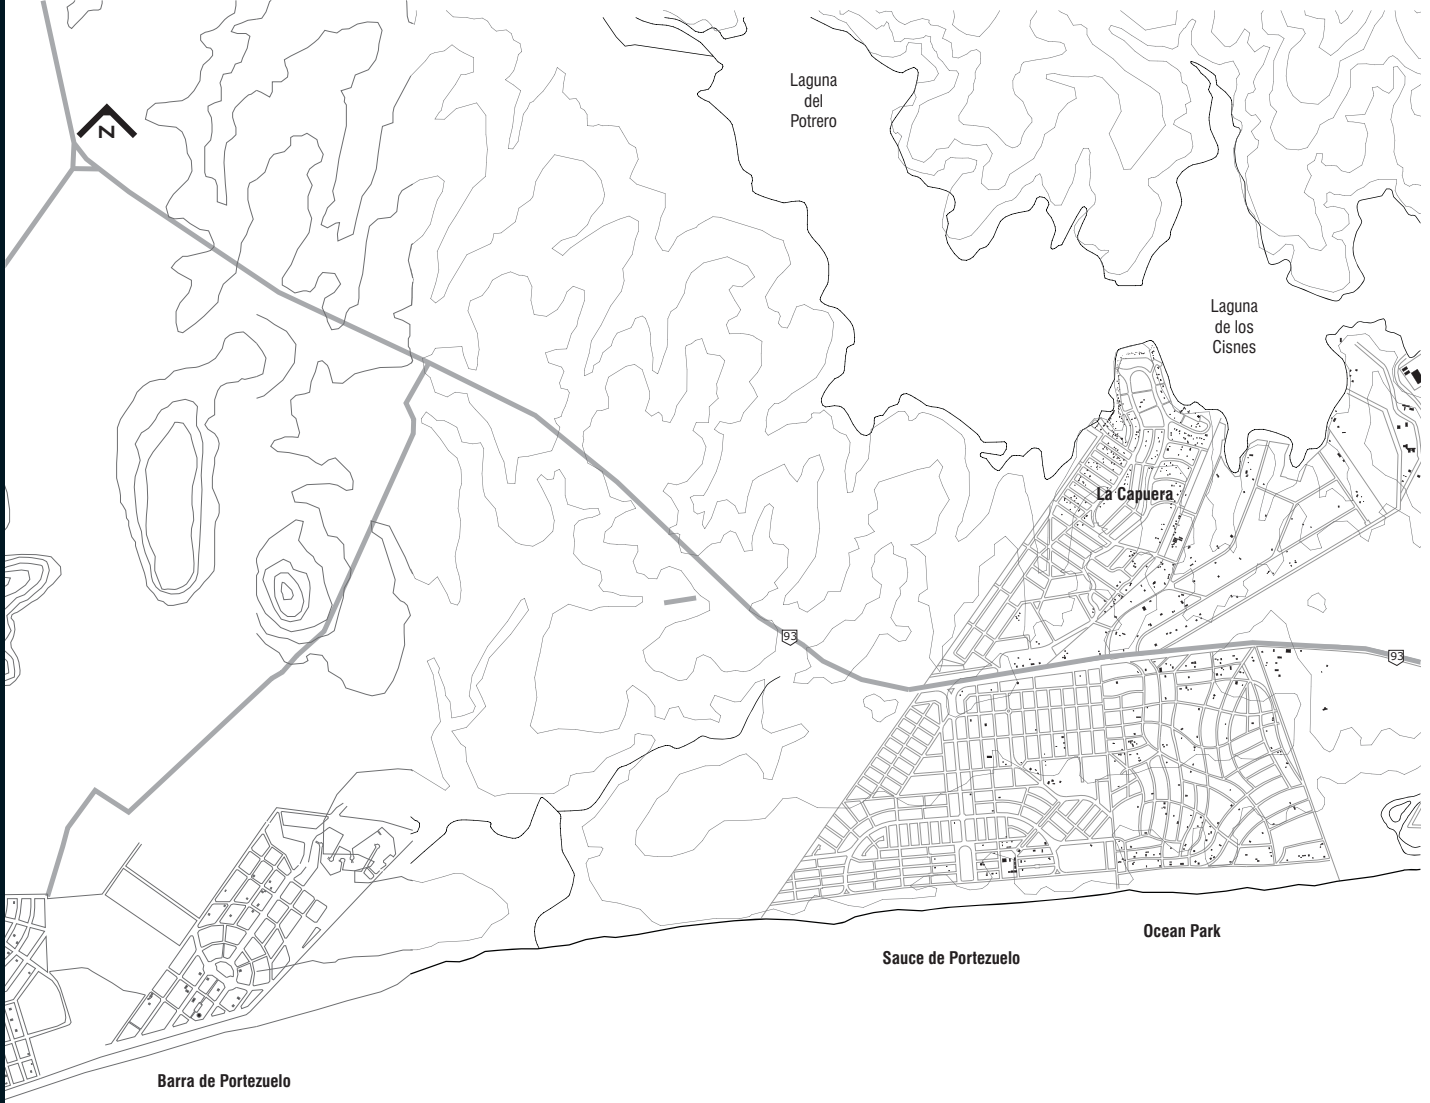 Laguna
del
Potrero
N
Laguna
de los
Cisnes
La Capuera
93
93
Ocean Park
Sauce de Portezuelo
Barra de Portezuelo